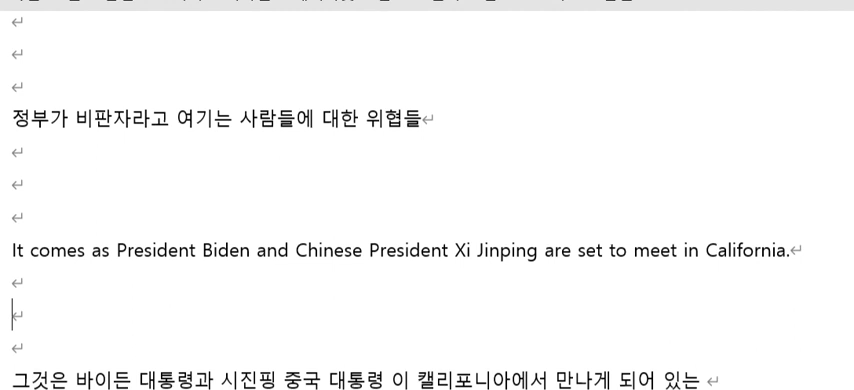 정부가 비판자라고 여기는 사람들에 대한 위협들
It comes as President Biden and Chinese President Xi Jinping are set to meet in California.
그것은 바이든 대통령과 시진핑 중국 대통령 이 캘리포니아에서 만나게 되어 있는